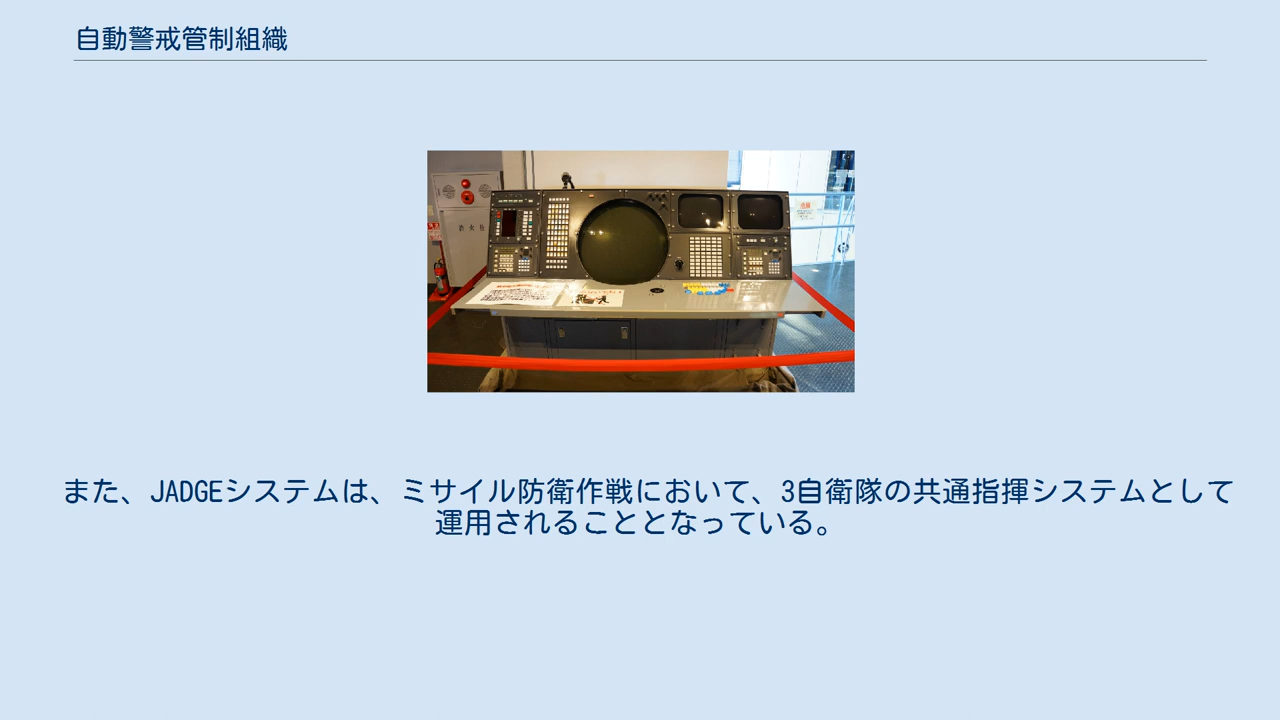 自動警戒管制組織
消火栓
また、JADGEシステムは、ミサイル防衛作戦において、3自衛隊の共通指揮システムとして
運用されることとなっている。